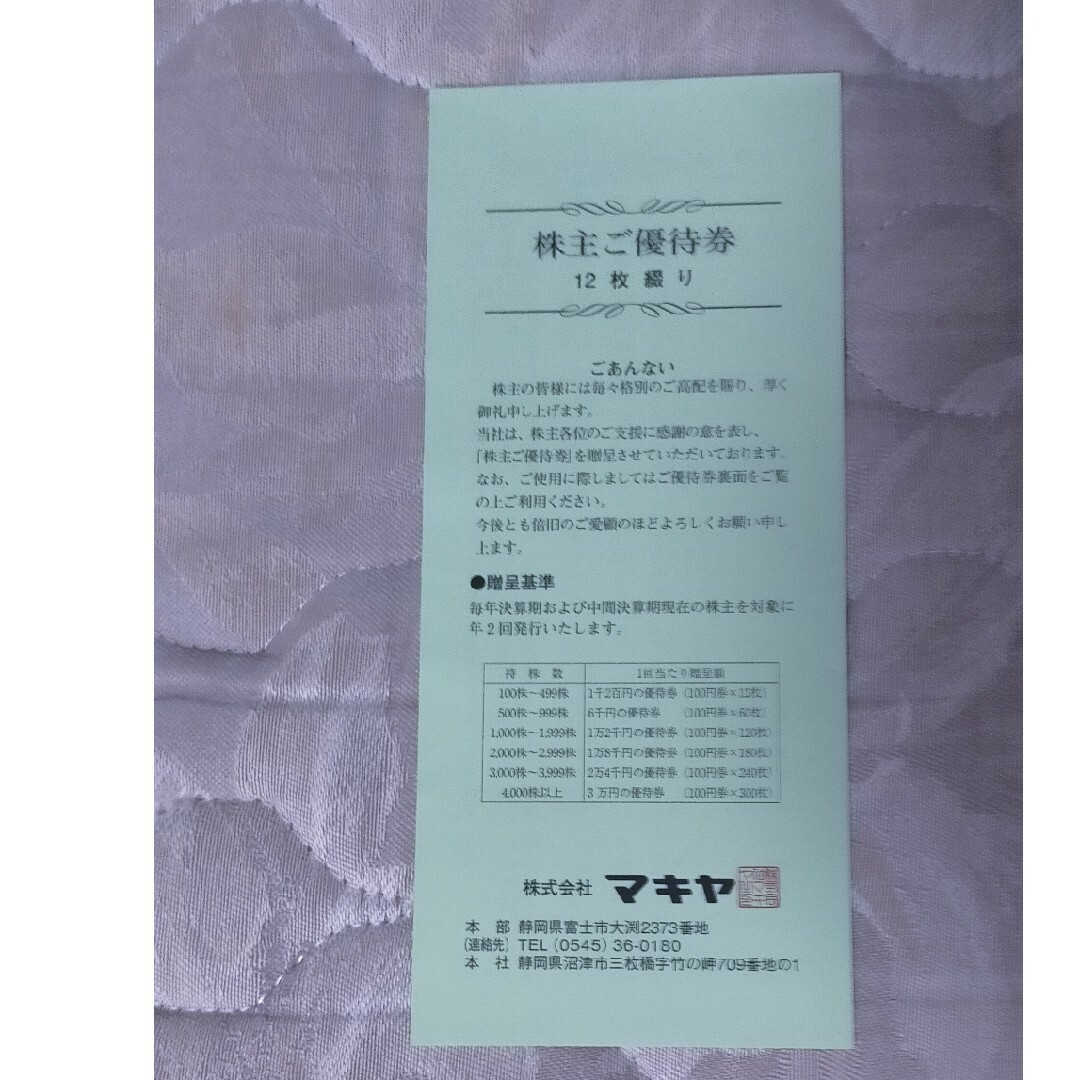 株主ご優待券
12 枚 綴 り
ごあんない
株主の皆様には毎々格別のご高配を賜り、厚く
御礼申し上げます。
当社は、株主各位のご支援に感謝の意を表し、
「株主ご優待券」を贈呈させていただいております。
なお、ご使用に際しましてはご優待券裏面をご覧
の上ご利用ください。
今後とも倍旧のご愛顧のほどよろしくお願い申し
上ます。
●贈呈基準
毎年決算期および中間決算期現在の株主を対象に
年2回発行いたします。
持 株 数 1回当たり贈呈額
100株～499株 1千2百円の優待券 (100円券×12枚)
500株～999株 6千円の優待券 (100円券×60枚)
1,000株～1,999株 1万2千円の優待券 (100円券×120枚)
2,000株～2,999株 1万8千円の優待券 (100円券×180枚)
3,000株～3,999株 2万4千円の優待券 (100円券×240枚)
4,000株以上 3万円の優待券 (100円券×300枚)
株式会社 マキヤ
本 部 静岡県富士市大渕2373番地
(連絡先) TEL (0545) 36-0180
本 社 静岡県沼津市三枚橋字竹の岬709番地の1